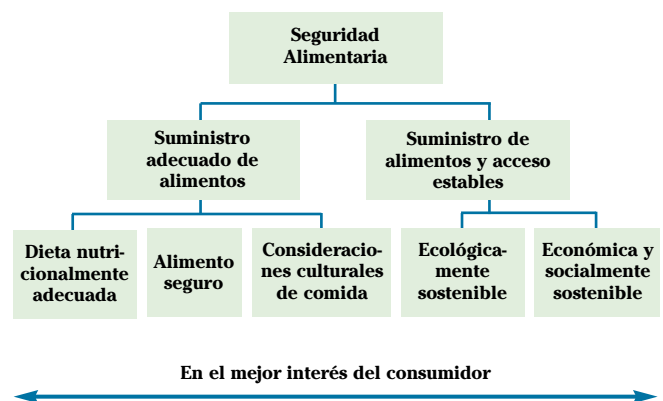 Seguridad
Alimentaria
Suministro
adecuado de
alimentos
Suministro de
alimentos y acceso
estables
Dieta nutri-
cionalmente
adecuada
Alimento
seguro
Consideracio-
nes culturales
de comida
Ecológica-
mente
sostenible
Económica y
socialmente
sostenible
En el mejor interés del consumidor